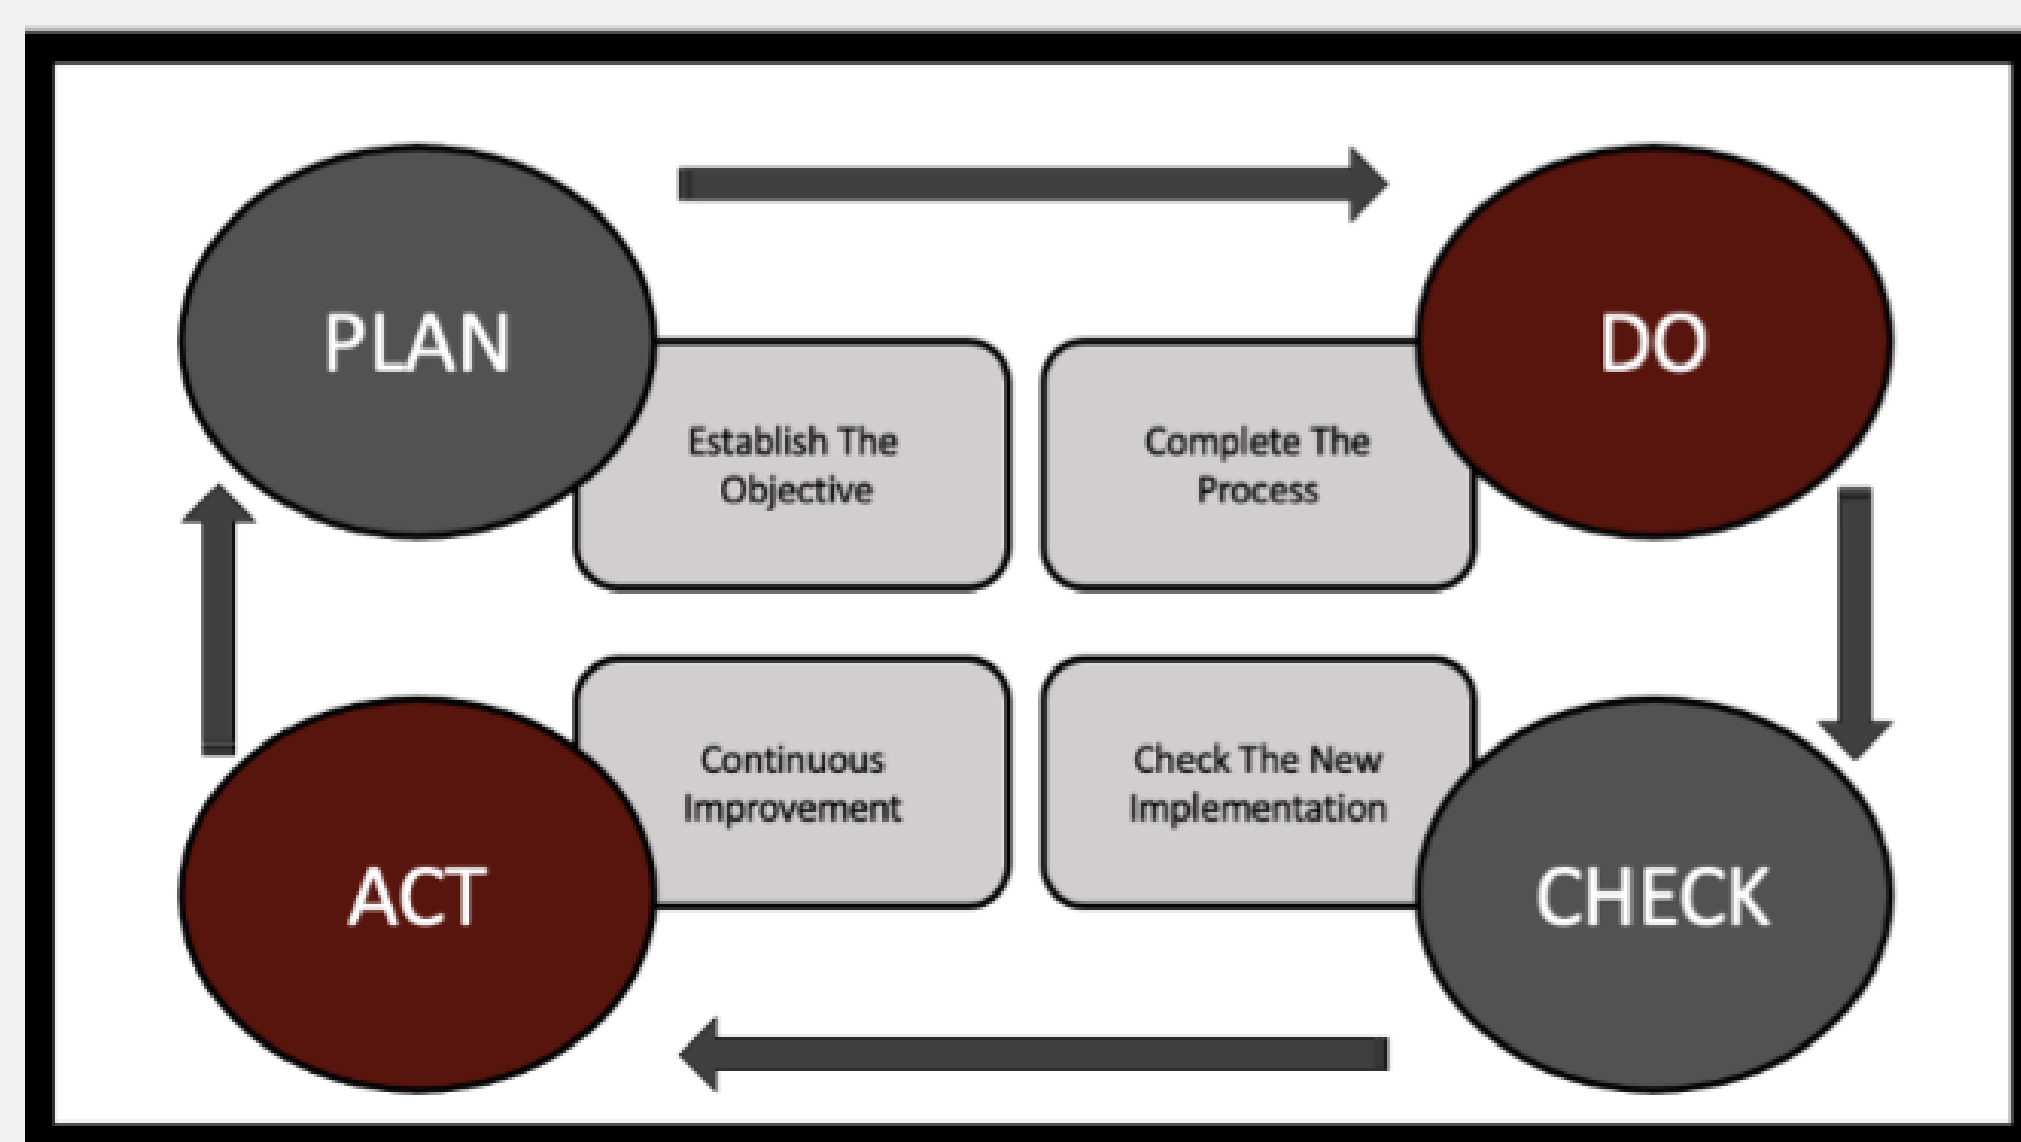 PLAN
DO
Establish The
Objective
Complete The
Process
Continuous
Improvement
Check The New
Implementation
ACT
CHECK